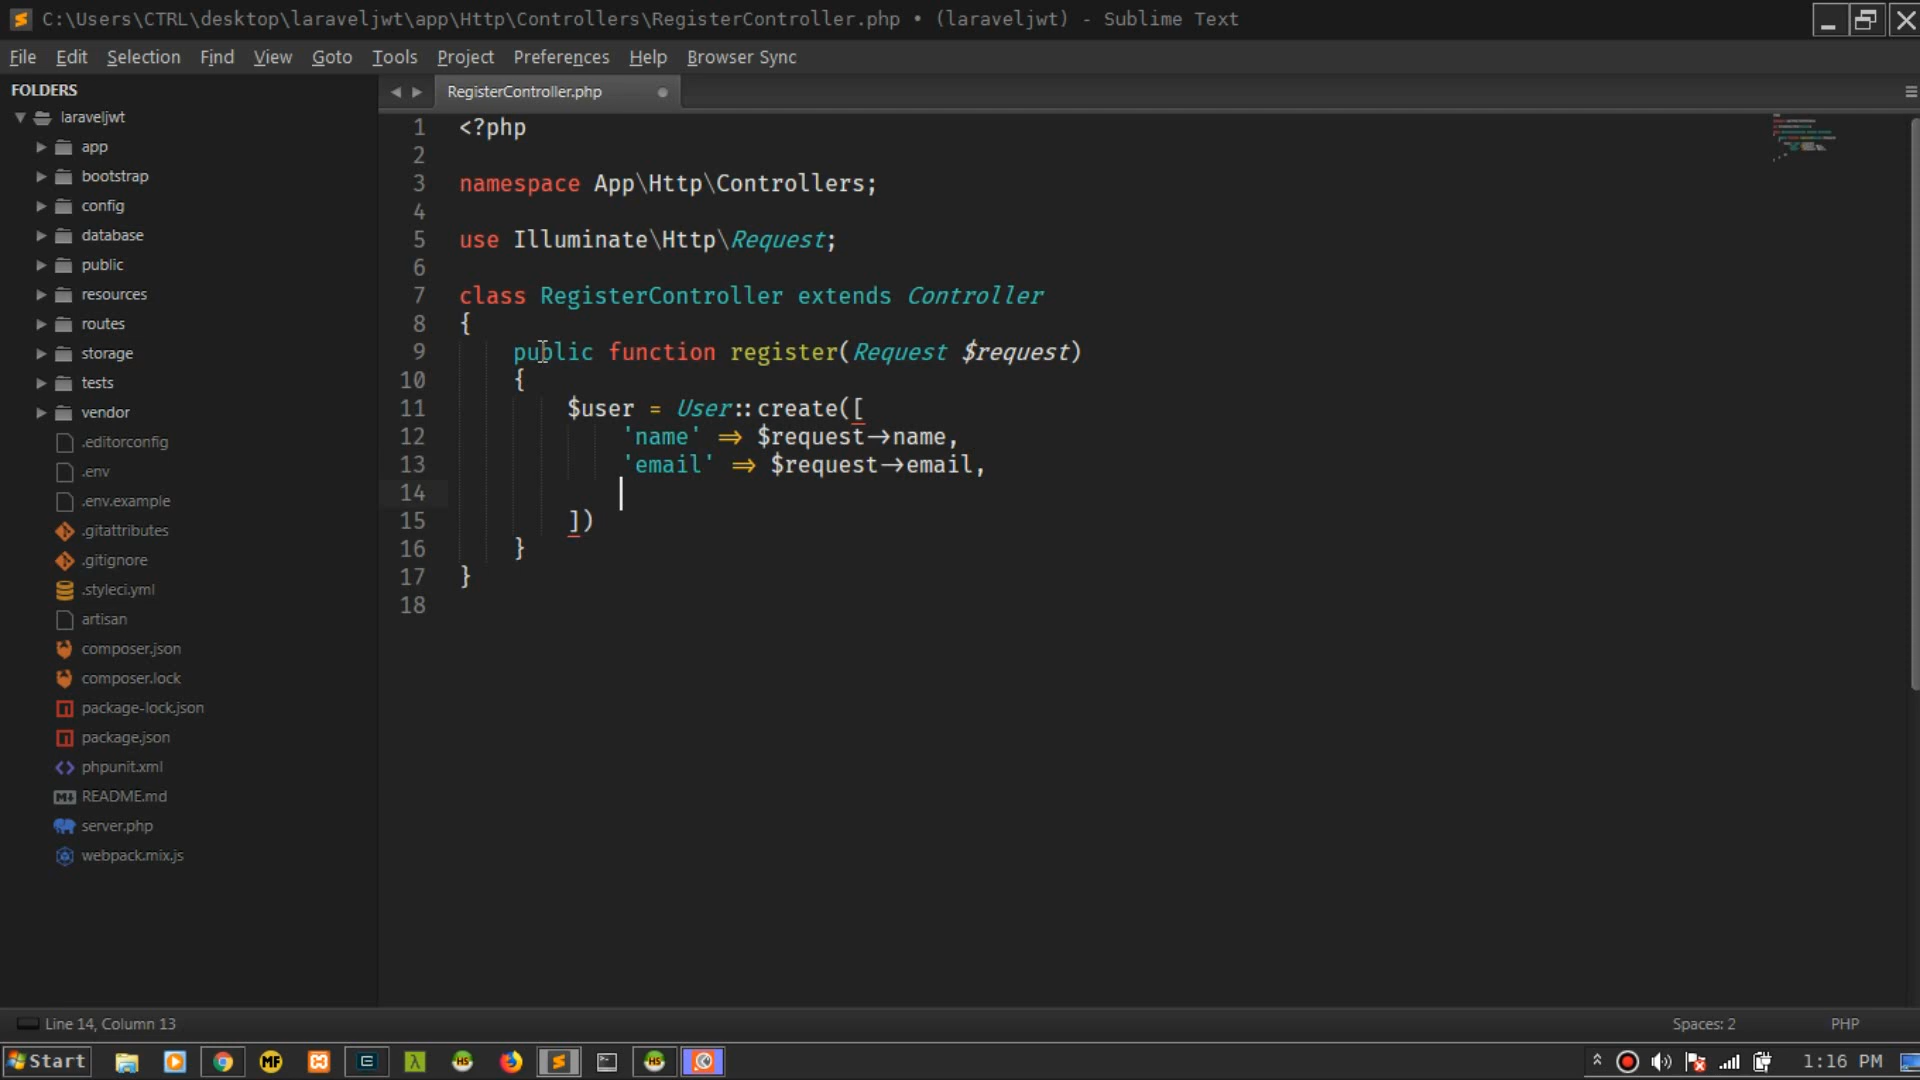 C:\Users\CTRL\desktop\laraveljwt\app\Http\Controllers\RegisterController.php • (laraveljwt) - Sublime Text
File Edit Selection Find View Goto Tools Project Preferences Help Browser Sync
FOLDERS
laraveljwt
app
bootstrap
config
database
public
resources
routes
storage
tests
vendor
.editorconfig
.env
.env.example
.gitattributes
.gitignore
.styleci.yml
artisan
composer.json
composer.lock
package-lock.json
package.json
phpunit.xml
README.md
server.php
webpack.mix.js
RegisterController.php
1 <?php
2
3 namespace App\Http\Controllers;
4
5 use Illuminate\Http\Request;
6
7 class RegisterController extends Controller
8 {
9 public function register(Request $request)
10 {
11 $user = User::create([
12 'name' => $request->name,
13 'email' => $request->email,
14
15 ])
16 }
17 }
18
Line 14, Column 13
Spaces: 2
PHP
Start
1:16 PM